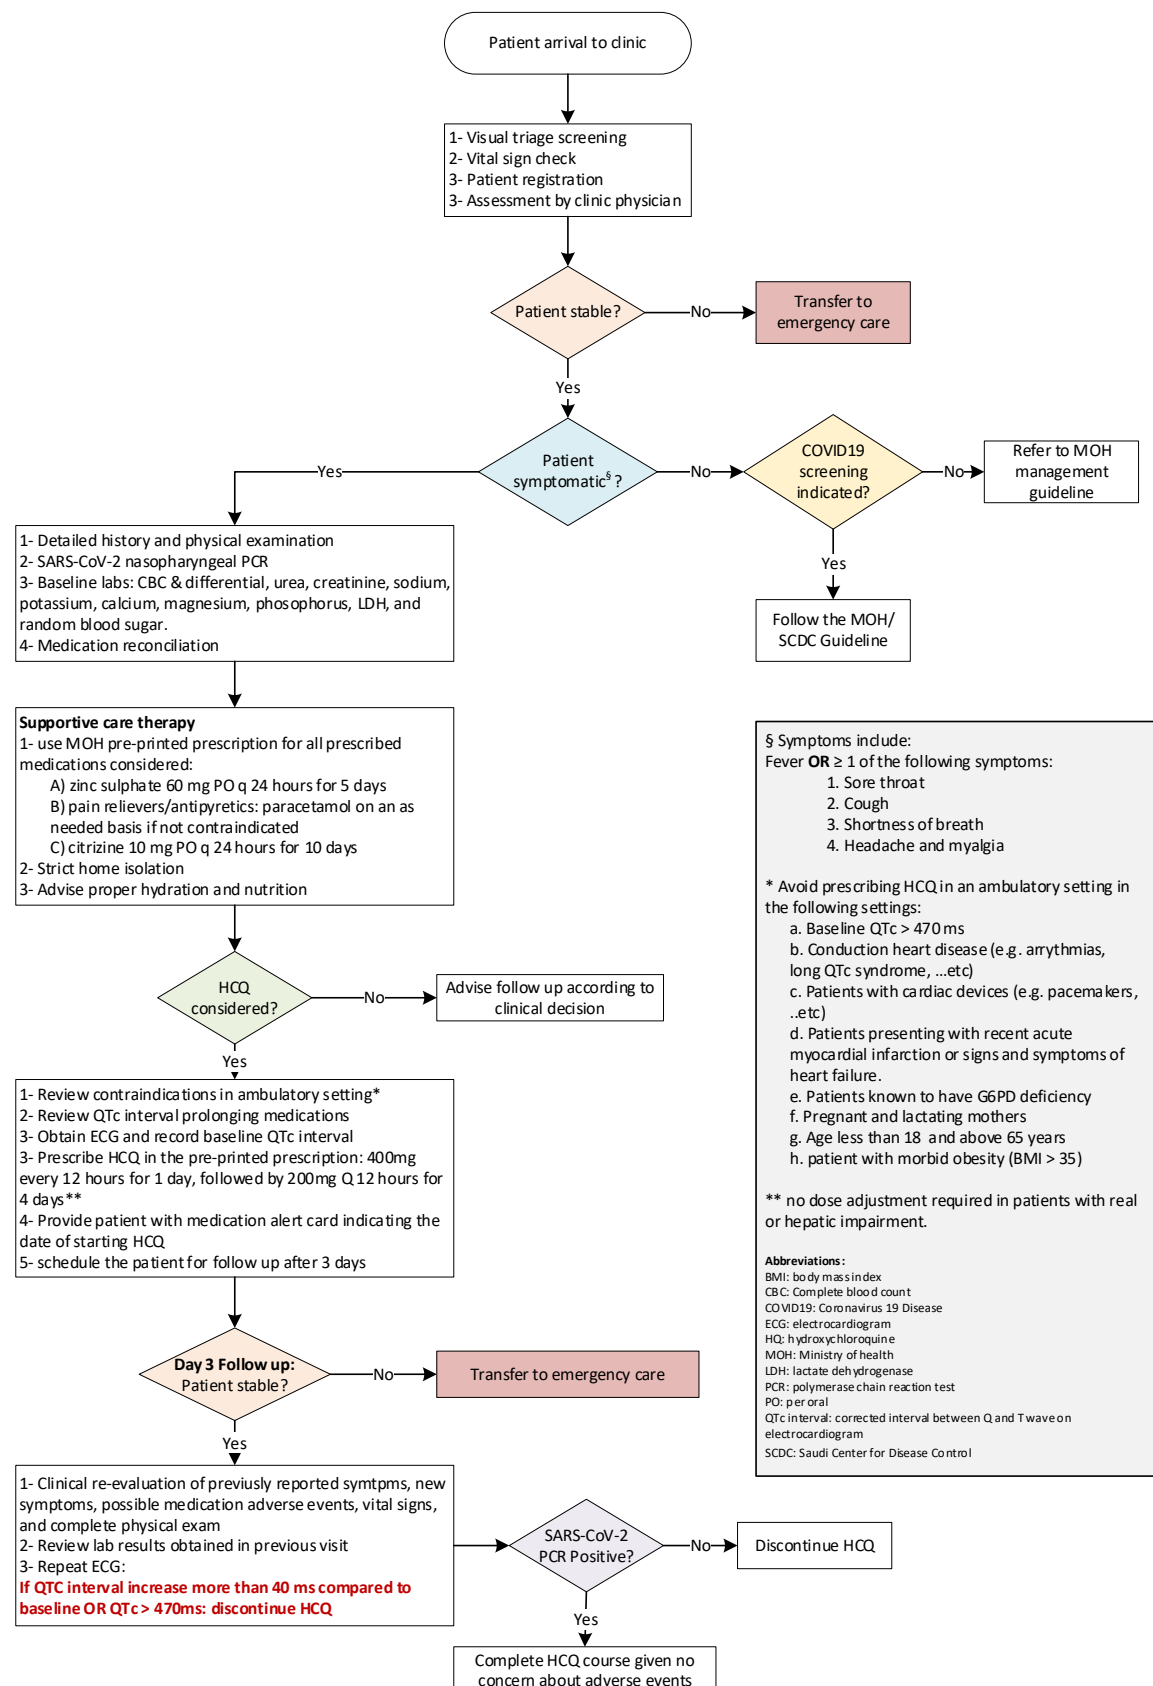 Patient arrival to clinic
1- Visual triage screening
2- Vital sign check
3- Patient registration
3- Assessment by clinic physician
Patient stable?
No
Transfer to
emergency care
Yes
Patient
symptomatic§ ?
Yes
No
COVID19
screening
indicated?
No
Refer to MOH
management
guideline
Yes
Follow the MOH/
SCDC Guideline
1- Detailed history and physical examination
2- SARS-CoV-2 nasopharyngeal PCR
3- Baseline labs: CBC & differential, urea, creatinine, sodium,
potassium, calcium, magnesium, phosophorus, LDH, and
random blood sugar.
4- Medication reconciliation
Supportive care therapy
1- use MOH pre-printed prescription for all prescribed
medications considered:
A) zinc sulphate 60 mg PO q 24 hours for 5 days
B) pain relievers/antipyretics: paracetamol on an as
needed basis if not contraindicated
C) citrizine 10 mg PO q 24 hours for 10 days
2- Strict home isolation
3- Advise proper hydration and nutrition
HCQ
considered?
No
Advise follow up according to
clinical decision
Yes
1- Review contraindications in ambulatory setting*
2- Review QTc interval prolonging medications
3- Obtain ECG and record baseline QTc interval
3- Prescribe HCQ in the pre-printed prescription: 400mg
every 12 hours for 1 day, followed by 200mg Q 12 hours for
4 days**
4- Provide patient with medication alert card indicating the
date of starting HCQ
5- schedule the patient for follow up after 3 days
Day 3 Follow up:
Patient stable?
No
Transfer to emergency care
Yes
1- Clinical re-evaluation of previusly reported symtpms, new
symptoms, possible medication adverse events, vital signs,
and complete physical exam
2- Review lab results obtained in previous visit
3- Repeat ECG:
If QTC interval increase more than 40 ms compared to
baseline OR QTc > 470ms: discontinue HCQ
SARS-CoV-2
PCR Positive?
No
Discontinue HCQ
Yes
Complete HCQ course given no
concern about adverse events
§ Symptoms include:
Fever OR ≥ 1 of the following symptoms:
1. Sore throat
2. Cough
3. Shortness of breath
4. Headache and myalgia
* Avoid prescribing HCQ in an ambulatory setting in
the following settings:
a. Baseline QTc > 470 ms
b. Conduction heart disease (e.g. arrythmias,
long QTc syndrome, ...etc)
c. Patients with cardiac devices (e.g. pacemakers,
..etc)
d. Patients presenting with recent acute
myocardial infarction or signs and symptoms of
heart failure.
e. Patients known to have G6PD deficiency
f. Pregnant and lactating mothers
g. Age less than 18 and above 65 years
h. patient with morbid obesity (BMI > 35)
** no dose adjustment required in patients with real
or hepatic impairment.
Abbreviations:
BMI: body mass index
CBC: Complete blood count
COVID19: Coronavirus 19 Disease
ECG: electrocardiogram
HQ: hydroxychloroquine
MOH: Ministry of health
LDH: lactate dehydrogenase
PCR: polymerase chain reaction test
PO: per oral
QTc interval: corrected interval between Q and T wave on
electrocardiogram
SCDC: Saudi Center for Disease Control